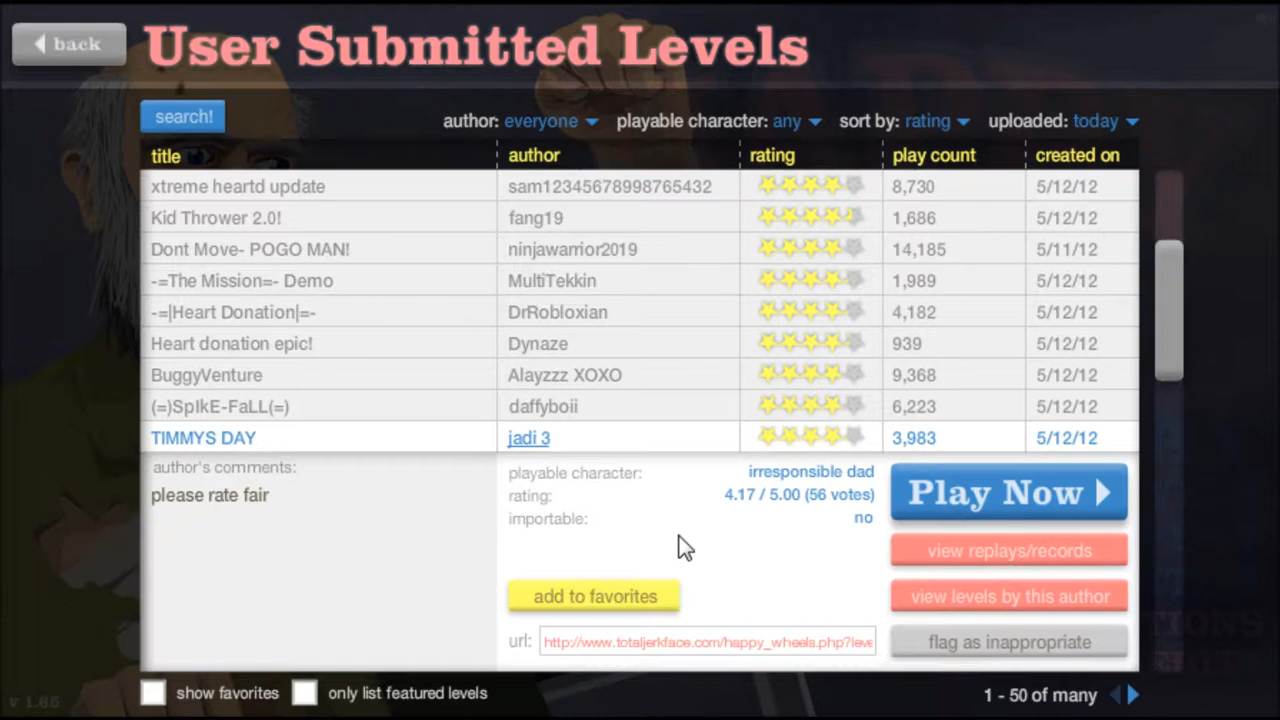 back
User Submitted Levels
search!
author: everyone playable character: any sort by: rating uploaded: today
title author rating play count created on
xtreme heartd update sam12345678998765432 8,730 5/12/12
Kid Thrower 2.0! fang19 1,686 5/12/12
Dont Move- POGO MAN! ninjawarrior2019 14,185 5/11/12
-=The Mission=- Demo MultiTekkin 1,989 5/12/12
-=|Heart Donation|=- DrRobloxian 4,182 5/12/12
Heart donation epic! Dynaze 939 5/12/12
BuggyVenture Alayzzz XOXO 9,368 5/12/12
(=)SpIkE-FaLL(=) daffyboii 6,223 5/12/12
TIMMYS DAY jadi 3 3,983 5/12/12
author's comments:
please rate fair
playable character: irresponsible dad
rating: 4.17 / 5.00 (56 votes)
importable: no
Play Now
view replays/records
add to favorites
view levels by this author
url: http://www.totaljerkface.com/happy_wheels.php?leve
flag as inappropriate
show favorites only list featured levels
1 - 50 of many
v 1.65